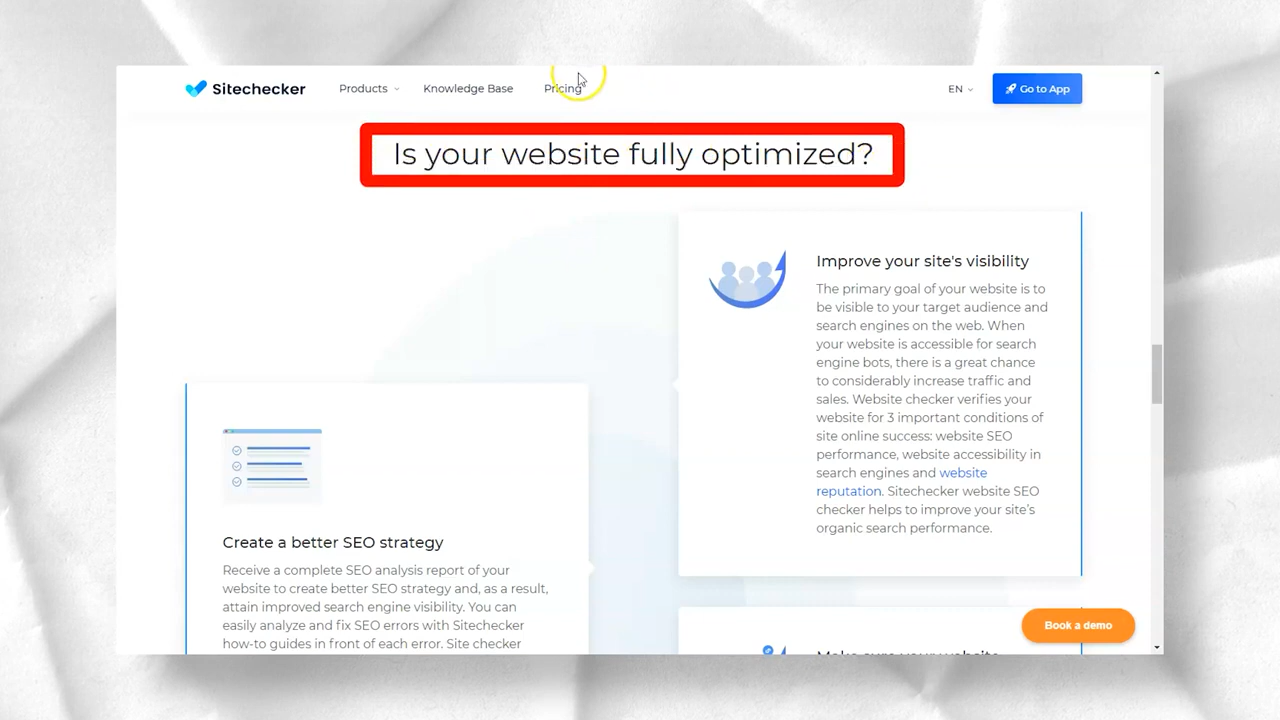 Sitechecker
Products
Knowledge Base
Pricing
EN
Go to App
Is your website fully optimized?
Improve your site's visibility
The primary goal of your website is to
be visible to your target audience and
search engines on the web. When
your website is accessible for search
engine bots, there is a great chance
to considerably increase traffic and
sales. Website checker verifies your
website for 3 important conditions of
site online success: website SEO
performance, website accessibility in
search engines and website
reputation. Sitechecker website SEO
checker helps to improve your site's
organic search performance.
Create a better SEO strategy
Receive a complete SEO analysis report of your
website to create better SEO strategy and, as a result,
attain improved search engine visibility. You can
easily analyze and fix SEO errors with Sitechecker
how-to guides in front of each error. Site checker
Make sure your website
Book a demo